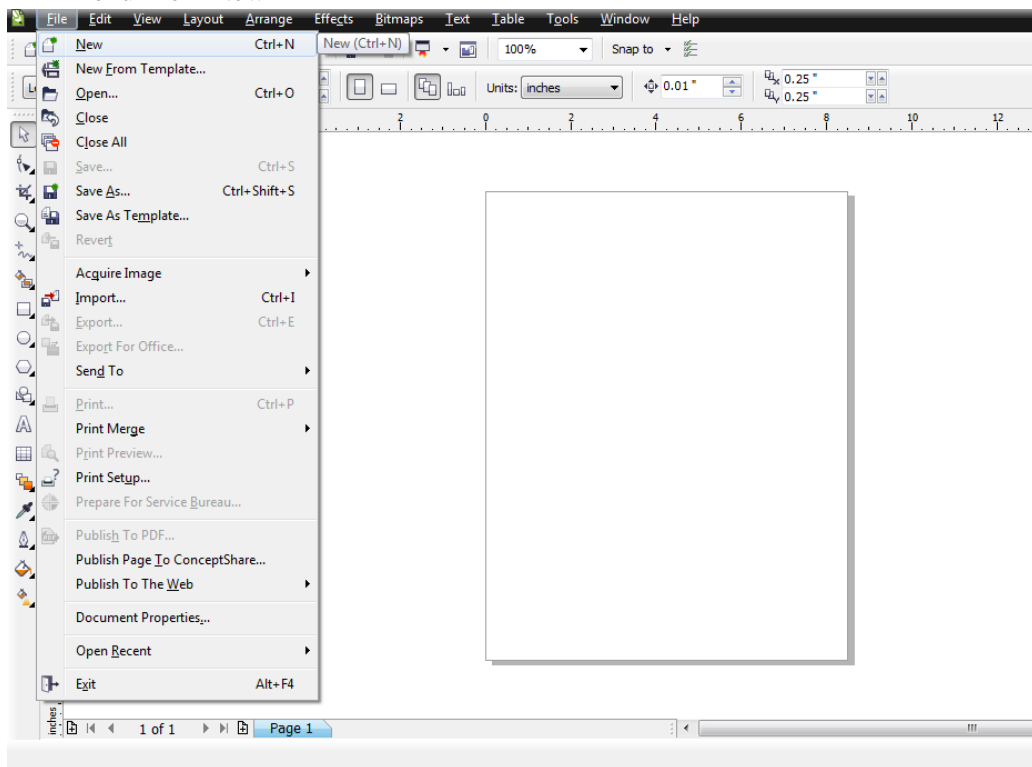 File Edit View Layout Arrange Effects Bitmaps Text Table Tools Window Help
New Ctrl+N
New (Ctrl+N)
100%
Snap to
New From Template...
Open... Ctrl+O
Units: inches
0.01 "
x 0.25 "
y 0.25 "
Close
2 0 2 4 6 8 10 12
Close All
Save... Ctrl+S
Save As... Ctrl+Shift+S
Save As Template...
Revert
Acquire Image
Import... Ctrl+I
Export... Ctrl+E
Export For Office...
Send To
Print... Ctrl+P
Print Merge
Print Preview...
Print Setup...
Prepare For Service Bureau...
Publish To PDF...
Publish Page To ConceptShare...
Publish To The Web
Document Properties...
Open Recent
Exit Alt+F4
inches
1 of 1
Page 1